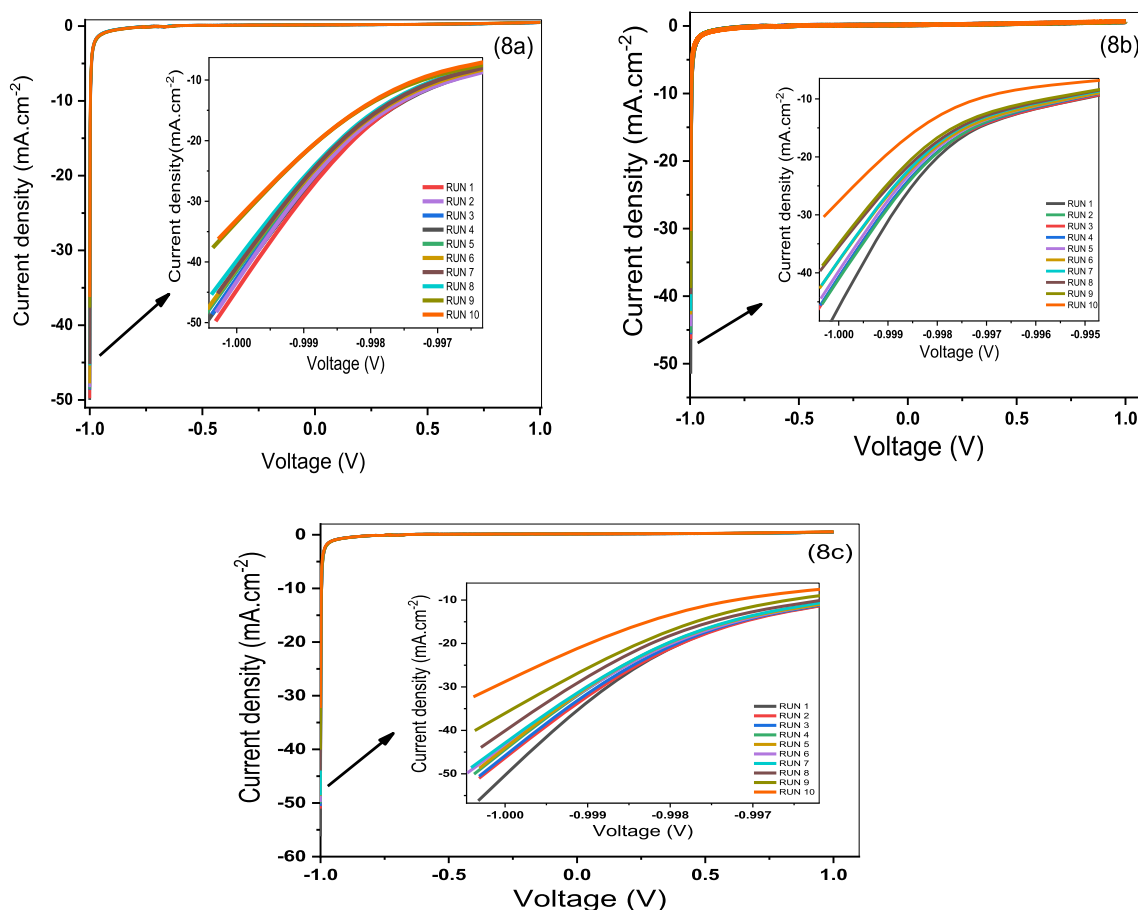 (8a)
Current density (mA.cm-2)
0
-10
-20
-30
-40
-50
-1.0
-0.5
0.0
0.5
1.0
Voltage (V)
Current density(mA.cm-2)
-10
-20
-30
-40
-50
-1.000
-0.999
-0.998
-0.997
Voltage (V)
RUN 1
RUN 2
RUN 3
RUN 4
RUN 5
RUN 6
RUN 7
RUN 8
RUN 9
RUN 10
(8b)
Current density (mA.cm-2)
0
-10
-20
-30
-40
-50
-1.0
-0.5
0.0
0.5
1.0
Voltage (V)
Current density (mA.cm-2)
-10
-20
-30
-40
-1.000
-0.999
-0.998
-0.997
-0.996
-0.995
Voltage (V)
RUN 1
RUN 2
RUN 3
RUN 4
RUN 5
RUN 6
RUN 7
RUN 8
RUN 9
RUN 10
(8c)
Current density (mA.cm-2)
0
-10
-20
-30
-40
-50
-60
-1.0
-0.5
0.0
0.5
1.0
Voltage (V)
Current density (mA.cm-2)
-10
-20
-30
-40
-50
-1.000
-0.999
-0.998
-0.997
Voltage (V)
RUN 1
RUN 2
RUN 3
RUN 4
RUN 5
RUN 6
RUN 7
RUN 8
RUN 9
RUN 10